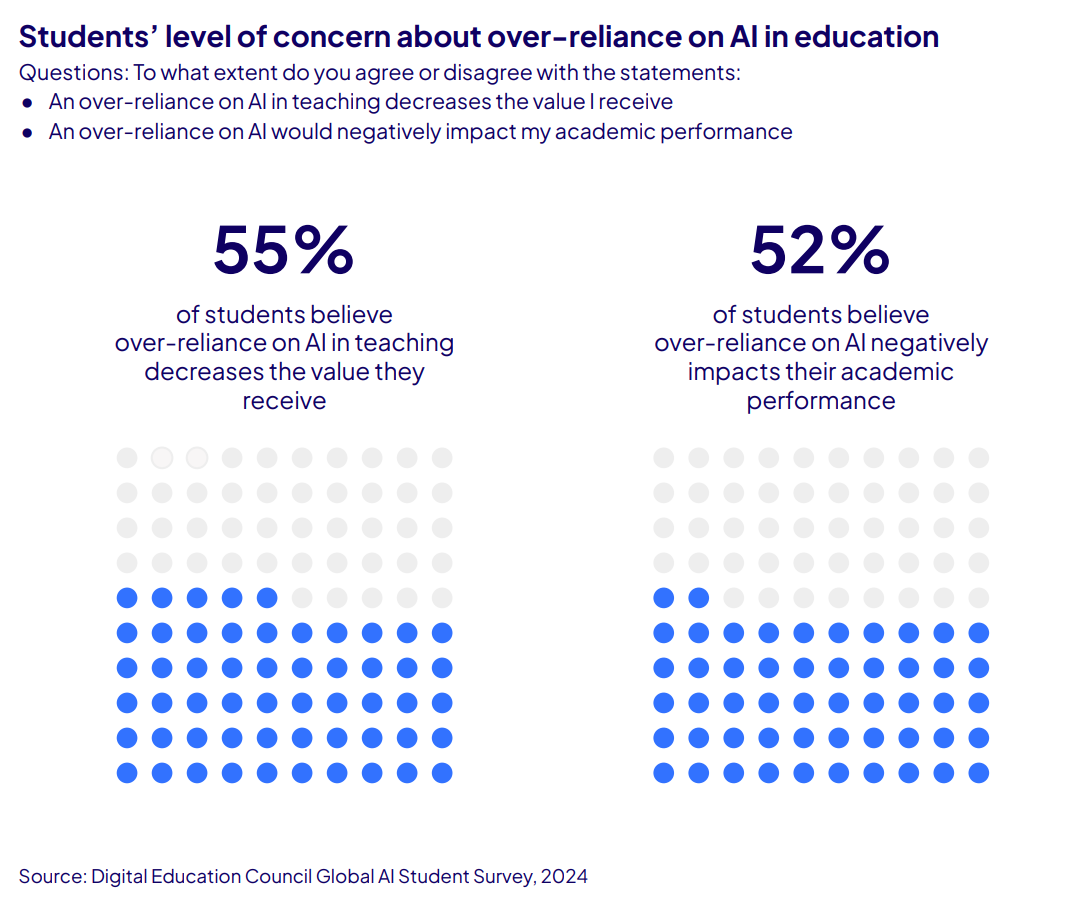 Students’ level of concern about over-reliance on AI in education
Questions: To what extent do you agree or disagree with the statements:
● An over-reliance on AI in teaching decreases the value I receive
● An over-reliance on AI would negatively impact my academic performance
55%
of students believe
over-reliance on AI in teaching
decreases the value they
receive
52%
of students believe
over-reliance on AI negatively
impacts their academic
performance
Source: Digital Education Council Global AI Student Survey, 2024